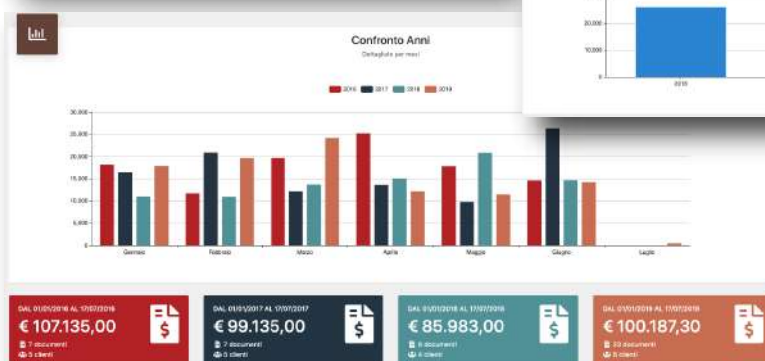 20.000
10.000
0
2015
Confronto Anni
Dettagliato per mesi
2016 2017 2018 2019
30.000
25.000
20.000
15.000
10.000
5.000
0
Gennaio Febbraio Marzo Aprile Maggio Giugno Luglio
DAL 01/01/2016 AL 17/07/2016
€ 107.135,00
7 documenti
5 clienti
DAL 01/01/2017 AL 17/07/2017
€ 99.135,00
7 documenti
5 clienti
DAL 01/01/2018 AL 17/07/2018
€ 85.983,00
6 documenti
4 clienti
DAL 01/01/2019 AL 17/07/2019
€ 100.187,30
5 clienti